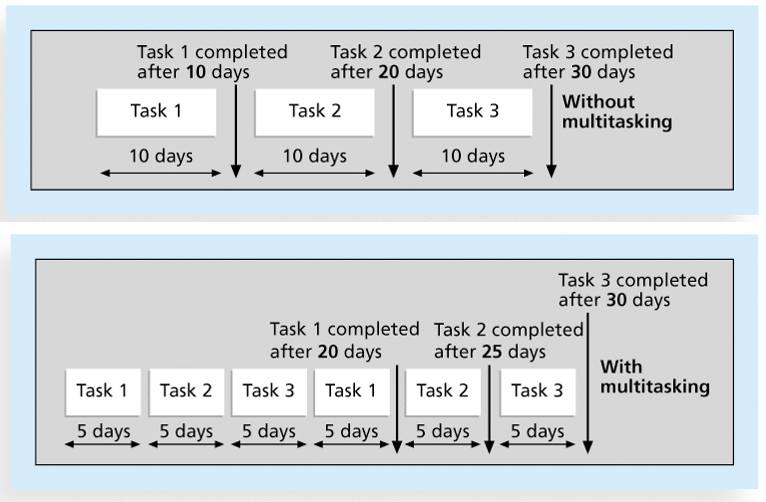 Task 1 completed
after 10 days
Task 2 completed
after 20 days
Task 3 completed
after 30 days
Task 1
Task 2
Task 3
Without
multitasking
10 days
10 days
10 days
Task 3 completed
after 30 days
Task 1 completed
after 20 days
Task 2 completed
after 25 days
With
multitasking
Task 1
Task 2
Task 3
Task 1
Task 2
Task 3
5 days
5 days
5 days
5 days
5 days
5 days